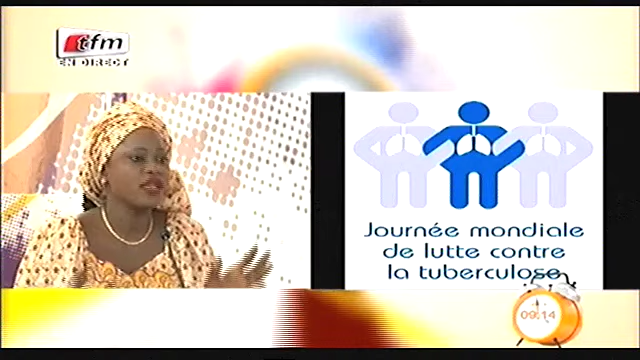 tfm
EN DIRECT
Journée mondiale
de lutte contre
la tuberculose
09:14